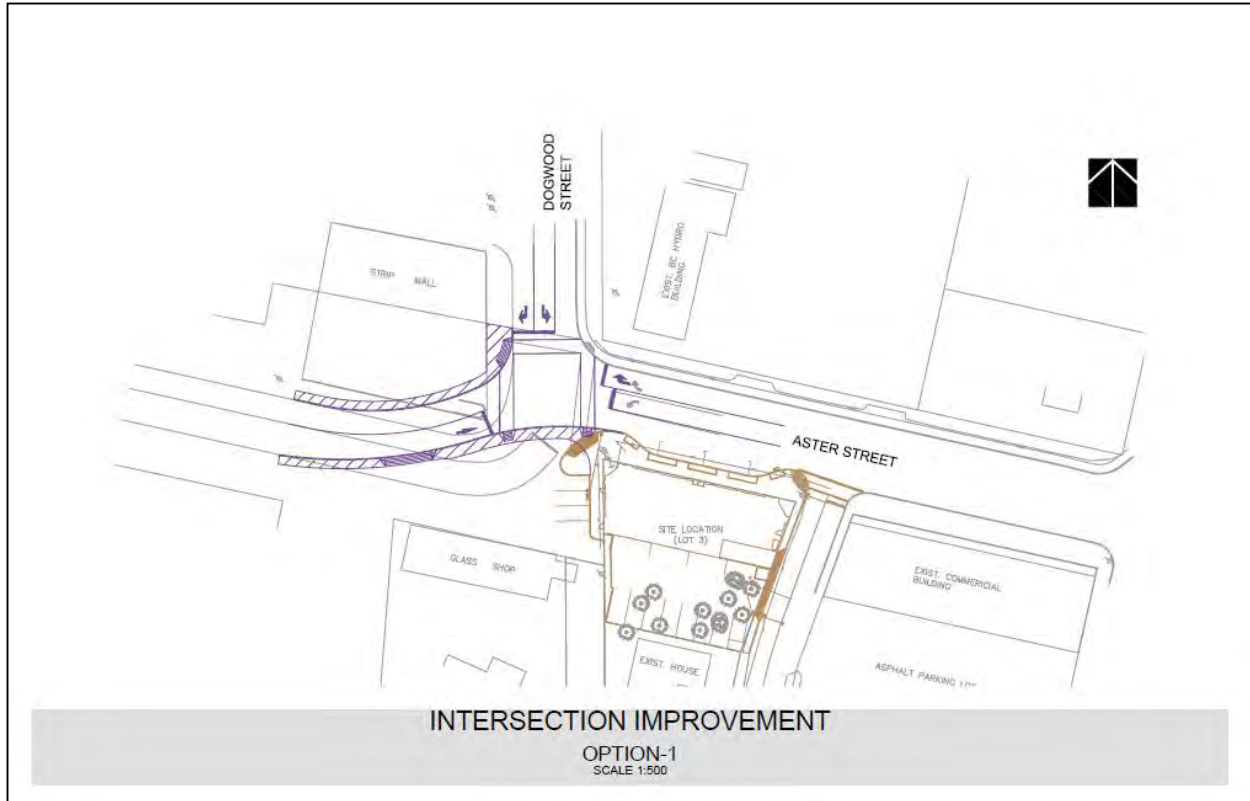 DOGWOOD
STREET
STRIP MALL
EXIST. BC HYDRO
BUILDING
ASTER STREET
SITE LOCATION
(LOT 3)
GLASS SHOP
EXIST. COMMERCIAL
BUILDING
EXIST. HOUSE
ASPHALT PARKING
INTERSECTION IMPROVEMENT
OPTION-1
SCALE 1:500